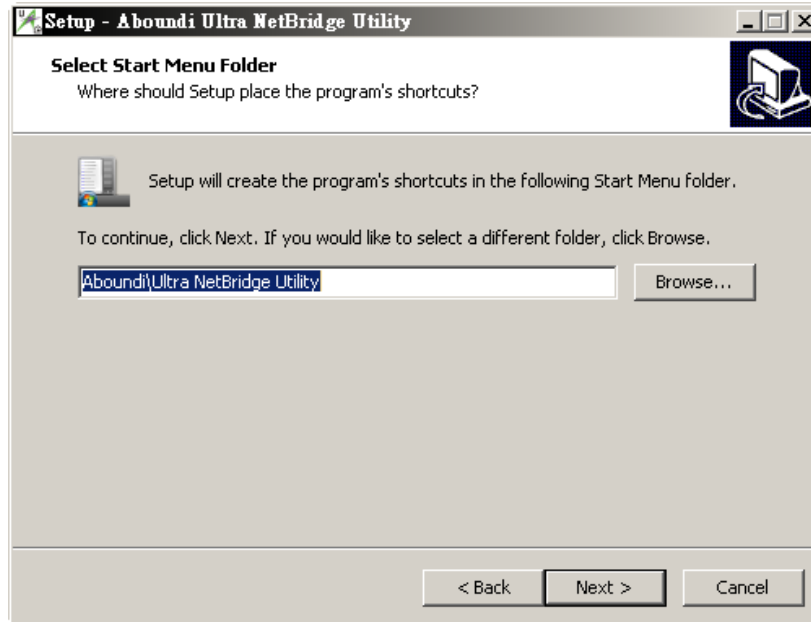 Setup - Aboundi Ultra NetBridge Utility
Select Start Menu Folder
Where should Setup place the program's shortcuts?
Setup will create the program's shortcuts in the following Start Menu folder.
To continue, click Next. If you would like to select a different folder, click Browse.
Aboundi\Ultra NetBridge Utility
Browse...
< Back
Next >
Cancel